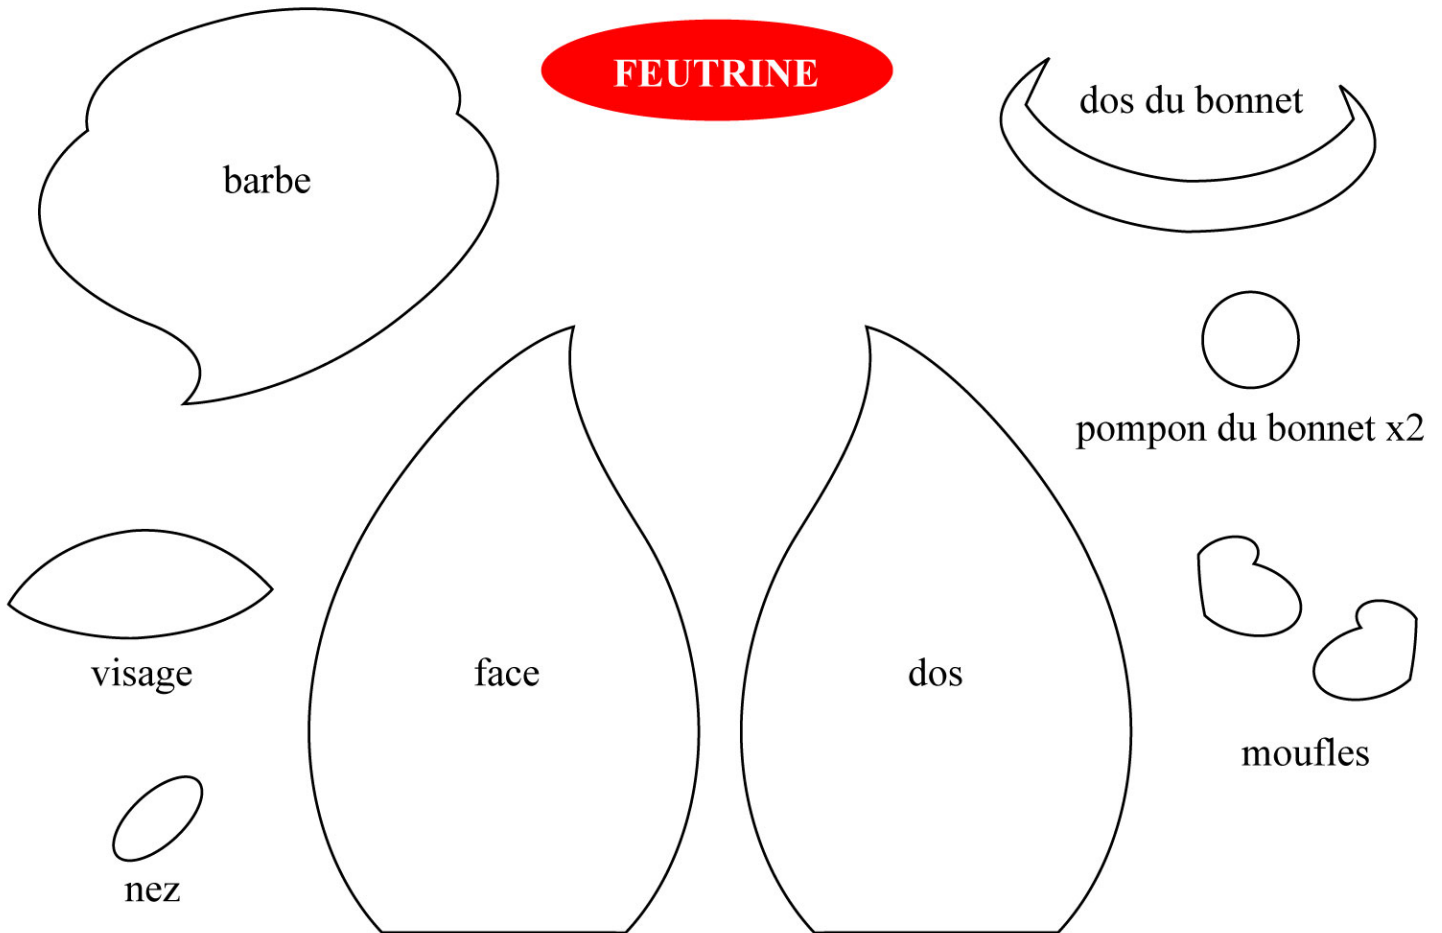 FEUTRINE
barbe
dos du bonnet
pompon du bonnet x2
visage
face
dos
moufles
nez